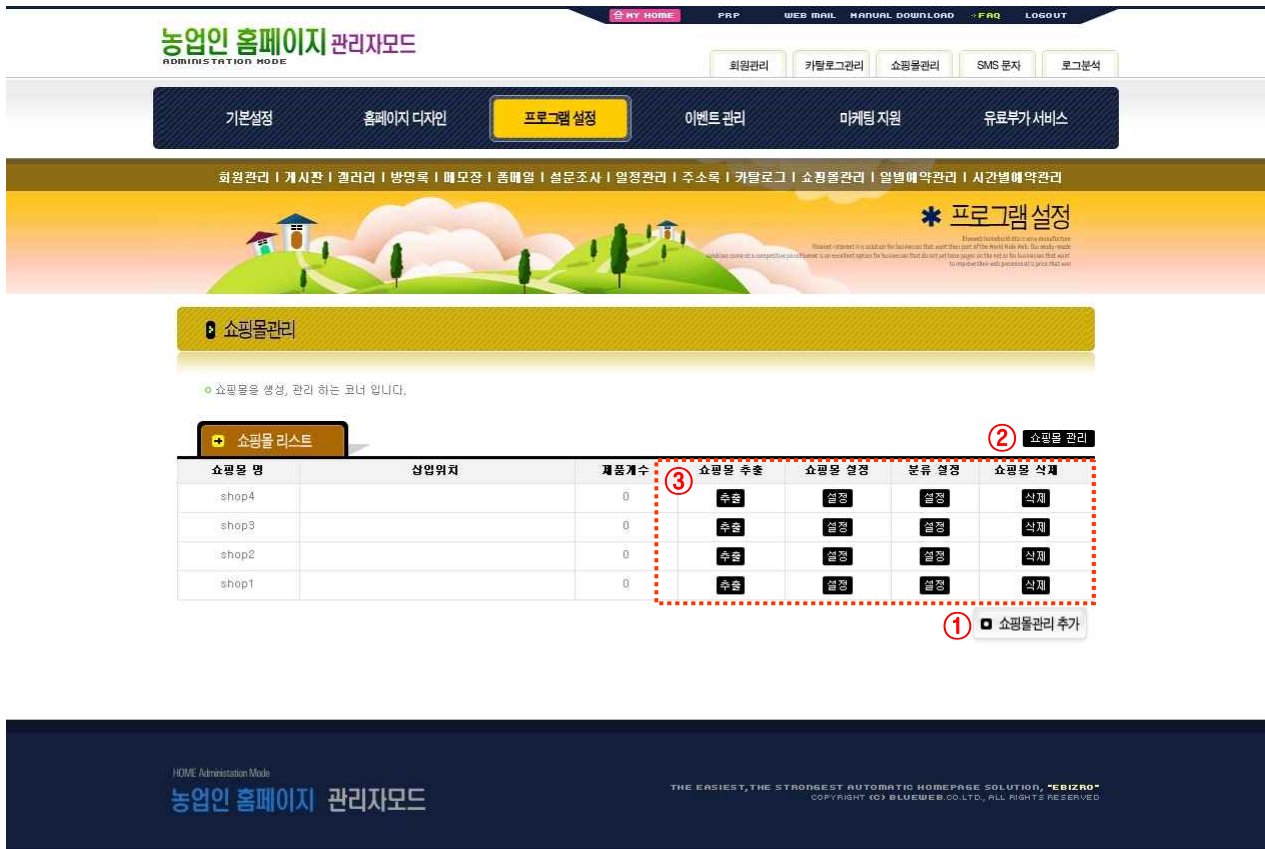 MY HOME PRP WEB MAIL MANUAL DOWNLOAD FAQ LOGOUT
농업인 홈페이지 관리자모드
ADMINISTATION MODE
회원관리 카탈로그관리 쇼핑몰관리 SMS 문자 로그분석
기본설정 홈페이지 디자인 프로그램 설정 이벤트 관리 마케팅 지원 유료부가 서비스
회원관리 I 게시판 I 갤러리 I 방명록 I 메모장 I 폼메일 I 설문조사 I 일정관리 I 주소록 I 카탈로그 I 쇼핑몰관리 I 일별예약관리 I 시간별예약관리
프로그램 설정
쇼핑몰관리
쇼핑몰을 생성, 관리 하는 코너 입니다.
쇼핑몰 리스트 ② 쇼핑몰 관리
쇼핑몰 명 삽입위치 제품개수 쇼핑몰 추출 쇼핑몰 설정 분류 설정 쇼핑몰 삭제
③
shop4 0 추출 설정 설정 삭제
shop3 0 추출 설정 설정 삭제
shop2 0 추출 설정 설정 삭제
shop1 0 추출 설정 설정 삭제
① 쇼핑몰관리 추가
HOME Administation Mode
농업인 홈페이지 관리자모드
THE EASIEST,THE STRONGEST AUTOMATIC HOMEPAGE SOLUTION, "EBIZRO"
COPYRIGHT (C) BLUEWEB.CO.LTD., ALL RIGHTS RESERVED